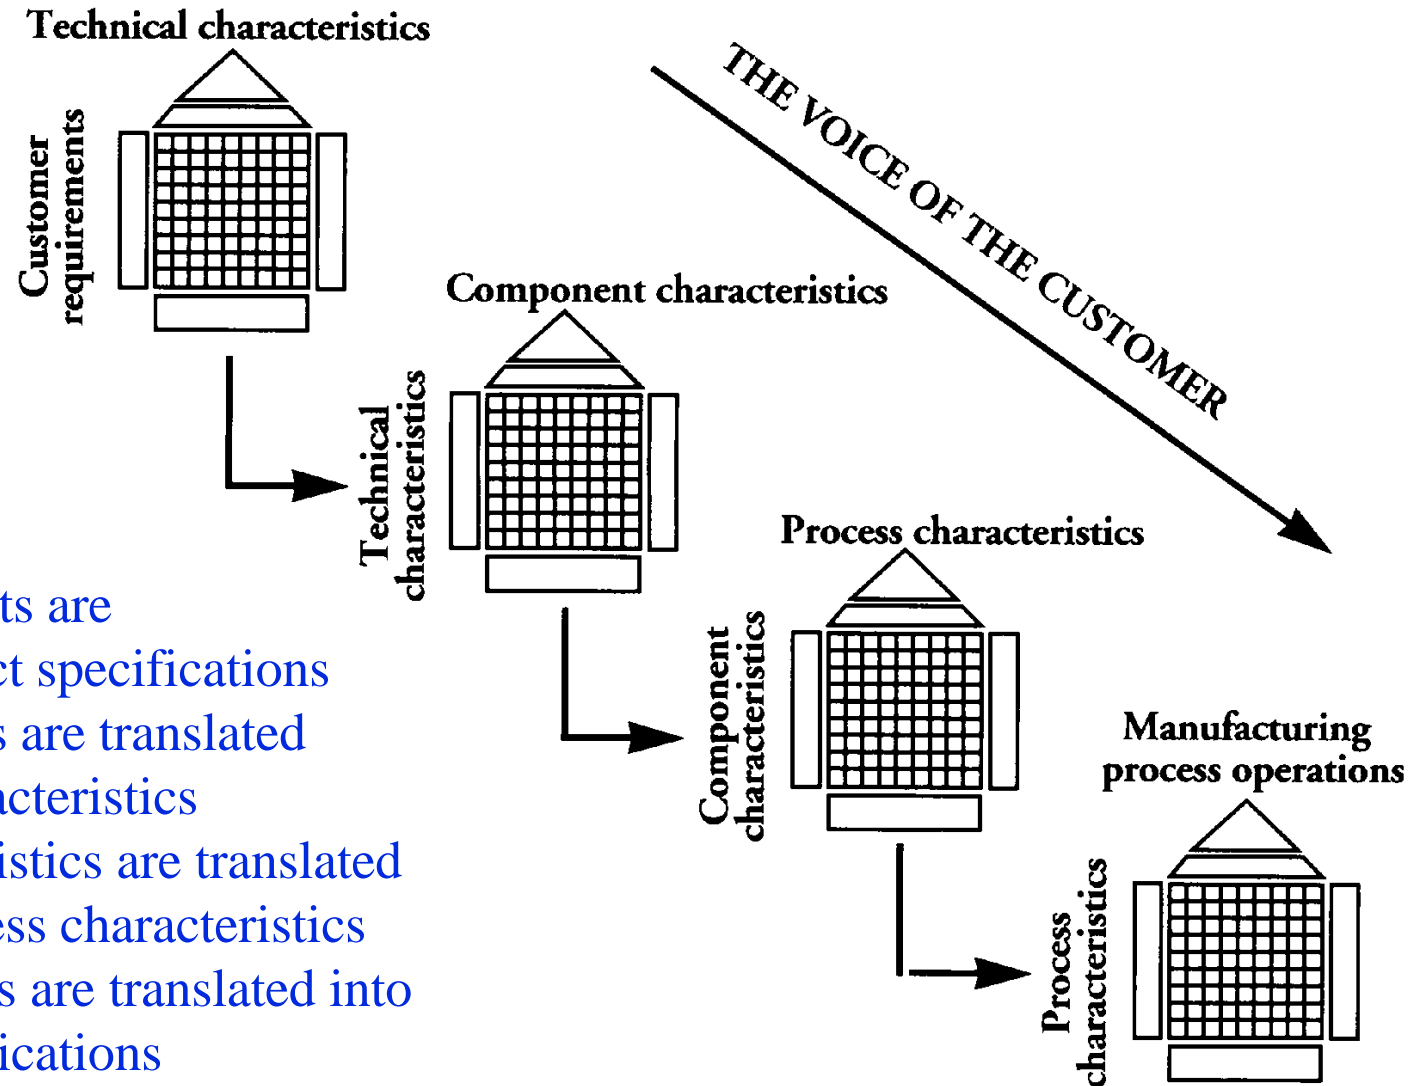 Technical characteristics
Customer
requirements
THE VOICE OF THE CUSTOMER
Component characteristics
Technical
characteristics
Process characteristics
Component
characteristics
Manufacturing
process operations
Process
characteristics
ts are
ct specifications
s are translated
acteristics
istics are translated
ess characteristics
s are translated into
ications